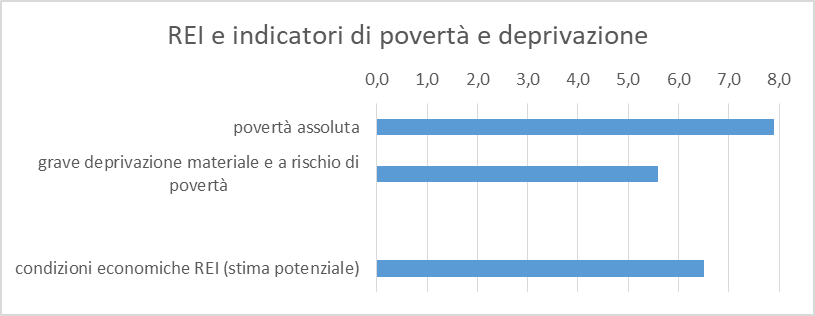 REI e indicatori di povertà e deprivazione
0,0 1,0 2,0 3,0 4,0 5,0 6,0 7,0 8,0
povertà assoluta
grave deprivazione materiale e a rischio di
povertà
condizioni economiche REI (stima potenziale)